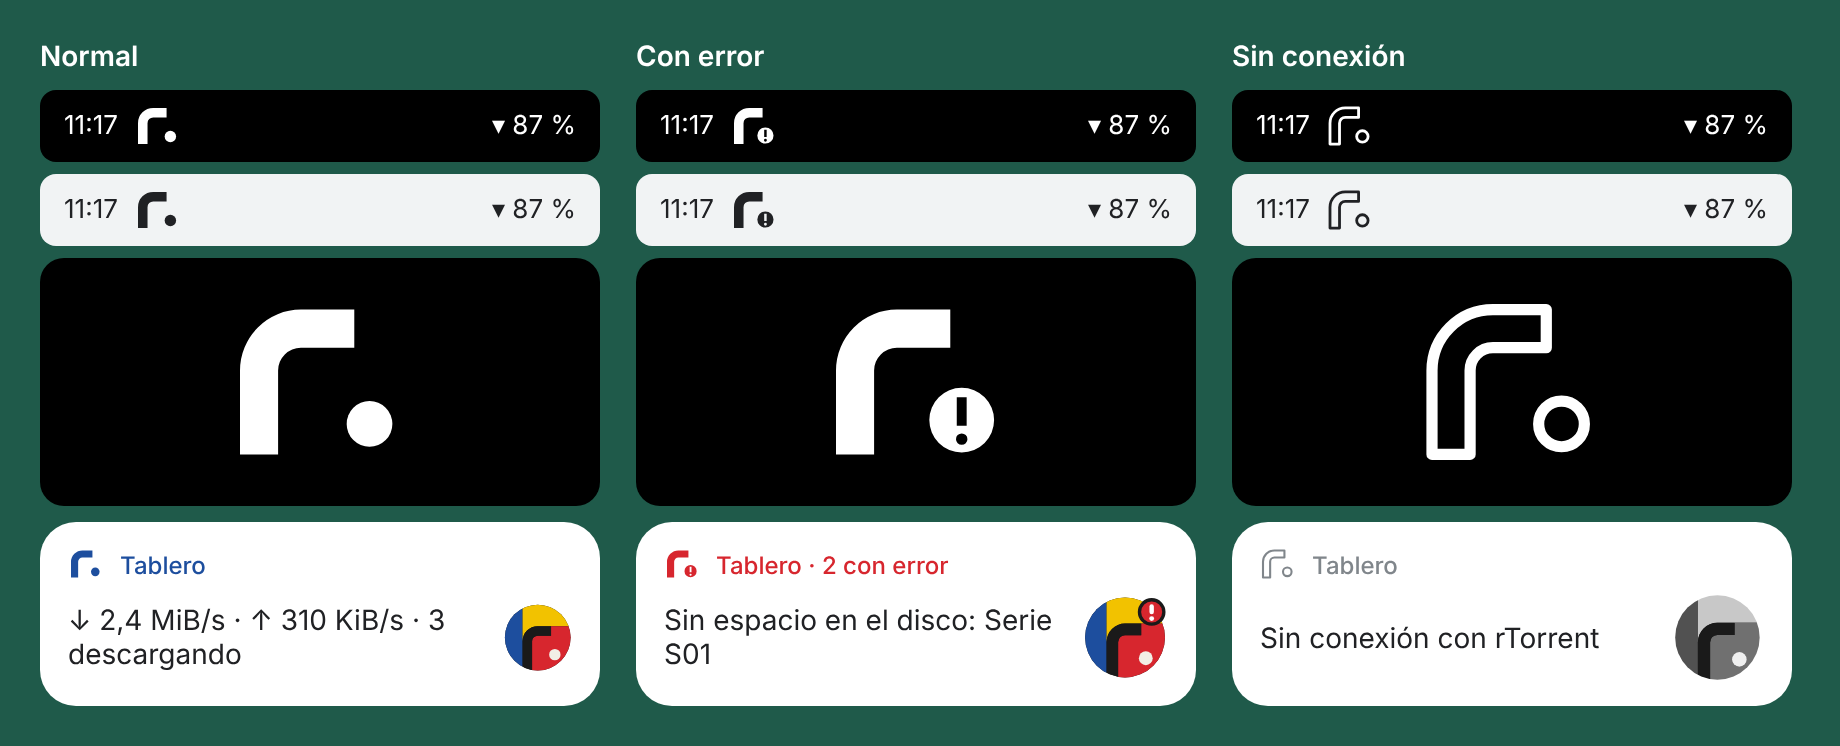 Normal
11:17 ▾ 87 %
11:17 ▾ 87 %
Tablero
↓ 2,4 MiB/s · ↑ 310 KiB/s · 3
descargando
Con error
11:17 ▾ 87 %
11:17 ▾ 87 %
Tablero · 2 con error
Sin espacio en el disco: Serie
S01
Sin conexión
11:17 ▾ 87 %
11:17 ▾ 87 %
Tablero
Sin conexión con rTorrent